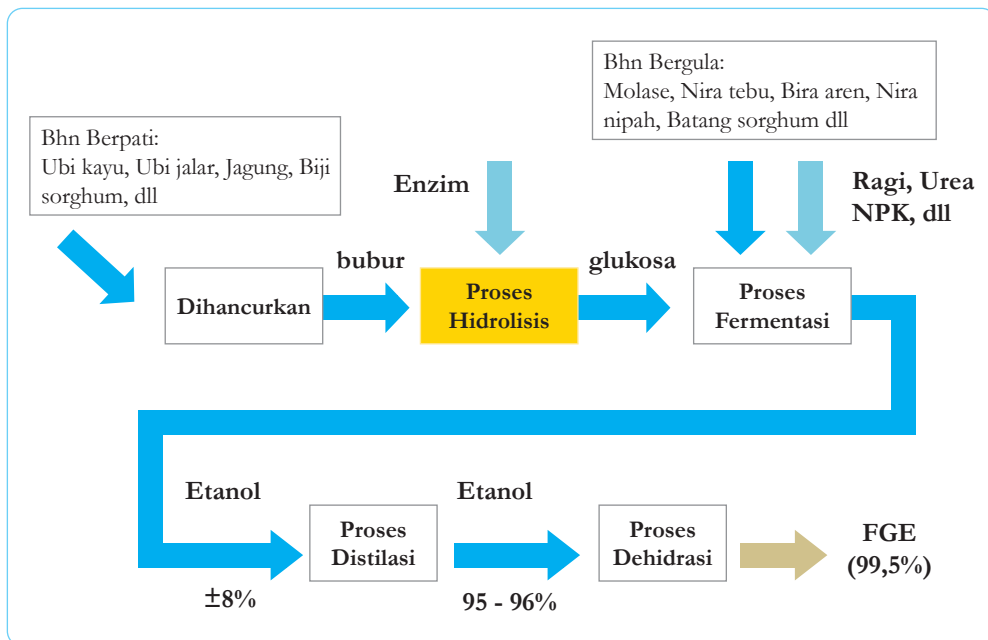 Bhn Berpati:
Ubi kayu, Ubi jalar, Jagung, Biji
sorghum, dll
Bhn Bergula:
Molase, Nira tebu, Bira aren, Nira
nipah, Batang sorghum dll
Enzim
Ragi, Urea
NPK, dll
bubur
glukosa
Dihancurkan
Proses
Hidrolisis
Proses
Fermentasi
Etanol
±8%
Proses
Distilasi
Etanol
95 - 96%
Proses
Dehidrasi
FGE
(99,5%)